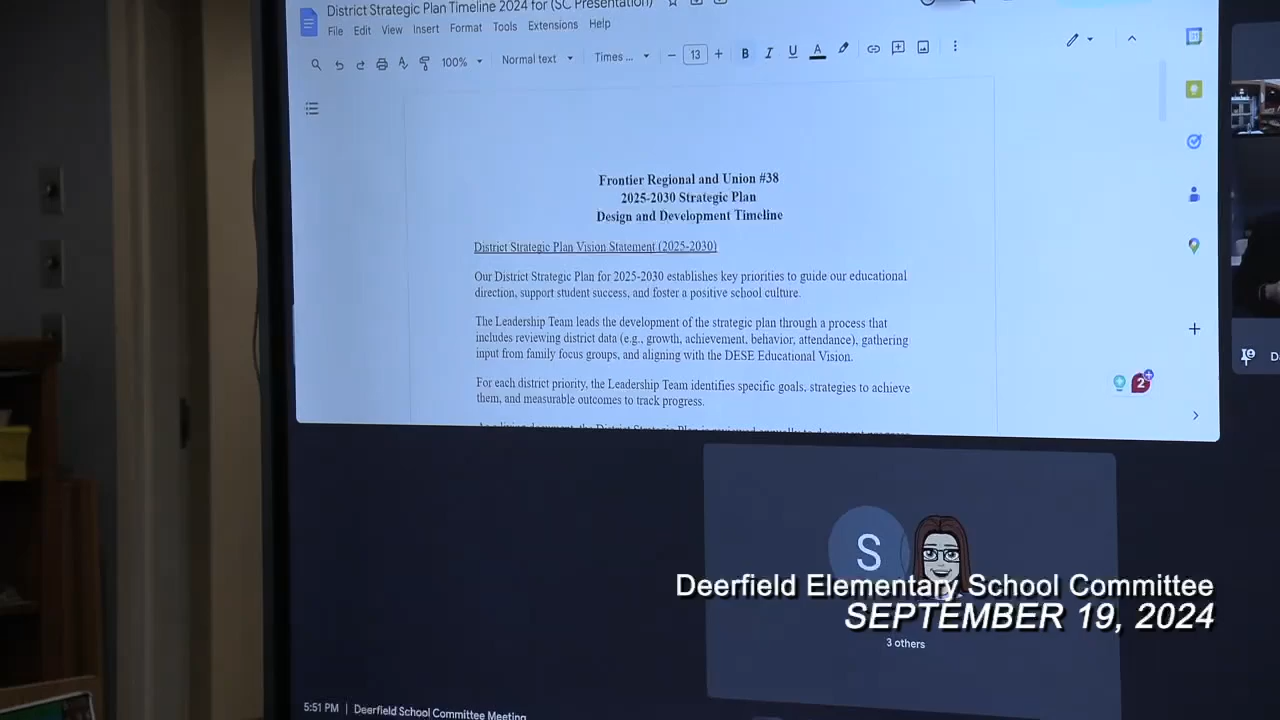 District Strategic Plan Timeline 2024 for (SC Presentation)
File Edit View Insert Format Tools Extensions Help
100% Normal text Times ... 13 B I U A
Frontier Regional and Union #38
2025-2030 Strategic Plan
Design and Development Timeline
District Strategic Plan Vision Statement (2025-2030)
Our District Strategic Plan for 2025-2030 establishes key priorities to guide our educational
direction, support student success, and foster a positive school culture.
The Leadership Team leads the development of the strategic plan through a process that
includes reviewing district data (e.g., growth, achievement, behavior, attendance), gathering
input from family focus groups, and aligning with the DESE Educational Vision.
For each district priority, the Leadership Team identifies specific goals, strategies to achieve
them, and measurable outcomes to track progress.
2
S
Deerfield Elementary School Committee
SEPTEMBER 19, 2024
3 others
5:51 PM | Deerfield School Committee Meeting